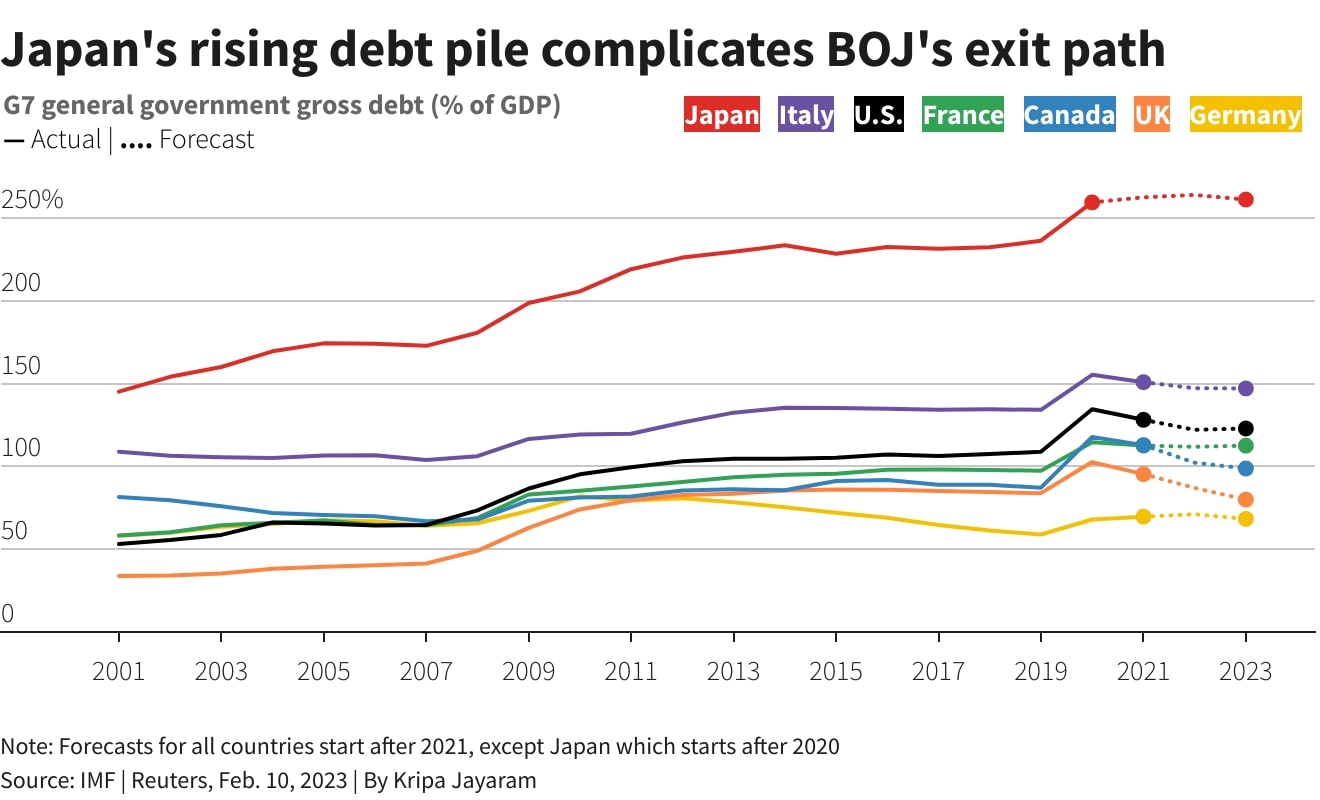 Japan's rising debt pile complicates BOJ's exit path
G7 general government gross debt (% of GDP)
Actual | .... Forecast
Japan Italy U.S. France Canada UK Germany
250%
200
150
100
50
0
2001 2003 2005 2007 2009 2011 2013 2015 2017 2019 2021 2023
Note: Forecasts for all countries start after 2021, except Japan which starts after 2020
Source: IMF | Reuters, Feb. 10, 2023 | By Kripa Jayaram